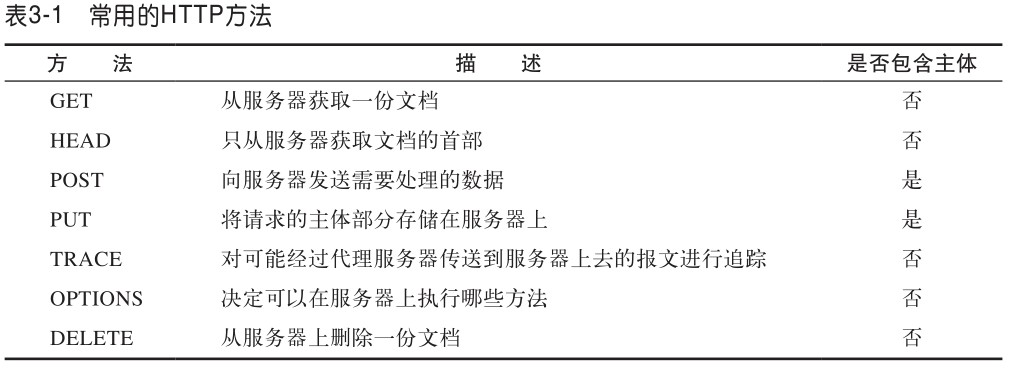 表3-1 常用的HTTP方法
方 法 描 述 是否包含主体
GET 从服务器获取一份文档 否
HEAD 只从服务器获取文档的首部 否
POST 向服务器发送需要处理的数据 是
PUT 将请求的主体部分存储在服务器上 是
TRACE 对可能经过代理服务器传送到服务器上去的报文进行追踪 否
OPTIONS 决定可以在服务器上执行哪些方法 否
DELETE 从服务器上删除一份文档 否